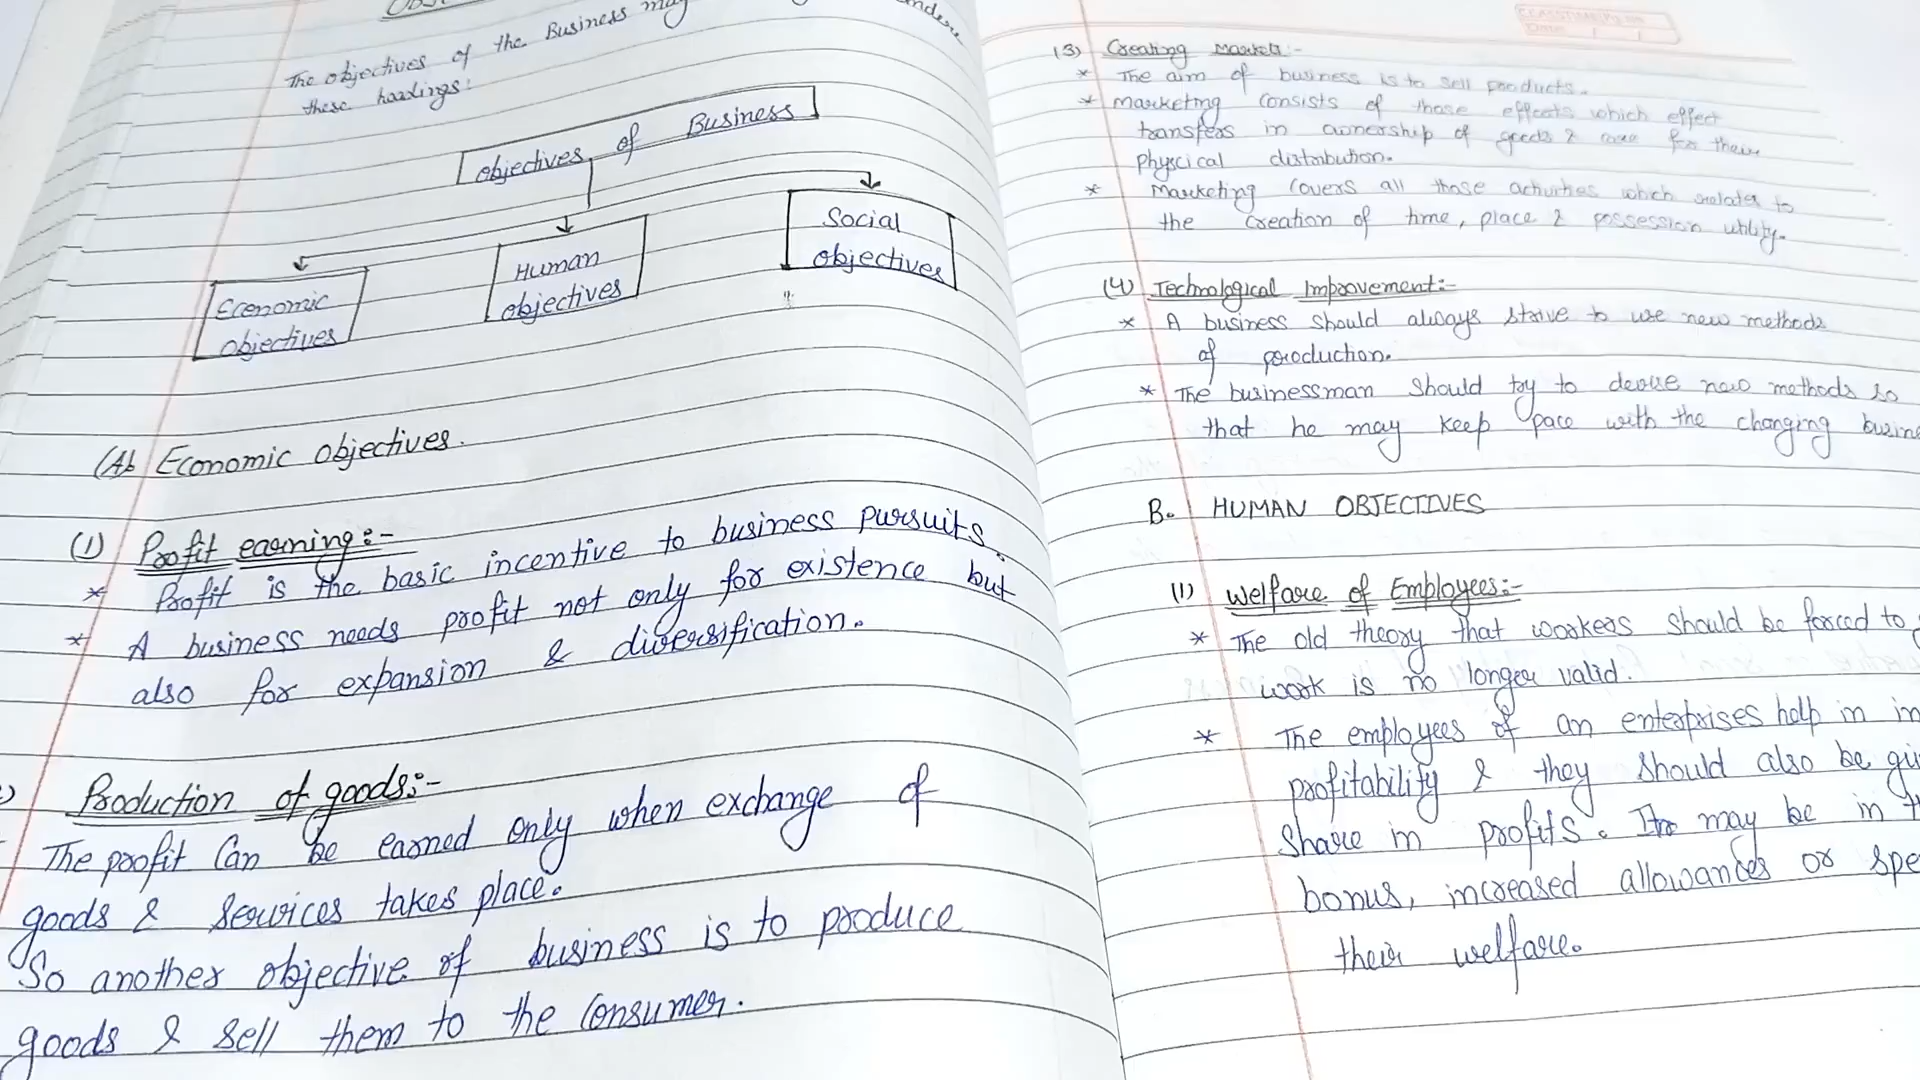 The objectives of the Business may
these headings:
objectives of Business
Economic
objectives
Human
objectives
Social
objectives
(A) Economic objectives.
(1) Profit earning:-
* Profit is the basic incentive to business pursuits.
* A business needs profit not only for existence but
also for expansion & diversification.
Production of goods:-
The profit can be earned only when exchange of
goods & services takes place.
So another objective of business is to produce
goods & sell them to the consumer.
(3) Creating Market:-
* The aim of business is to sell products.
* Marketing consists of those effects which effect
transfers in ownership of goods & care for their
physical distribution.
* Marketing covers all those activities which relates to
the creation of time, place & possession utility.
(4) Technological Improvement:-
* A business should always strive to use new methods
of production.
* The businessman should try to devise new methods so
that he may keep pace with the changing
B. HUMAN OBJECTIVES
(1) Welfare of Employees:-
* The old theory that workers should be forced to
work is no longer valid.
* The employees of an enterprises help in
profitability & they should also be
share in profits. may be in
bonus, increased allowances or
their welfare.